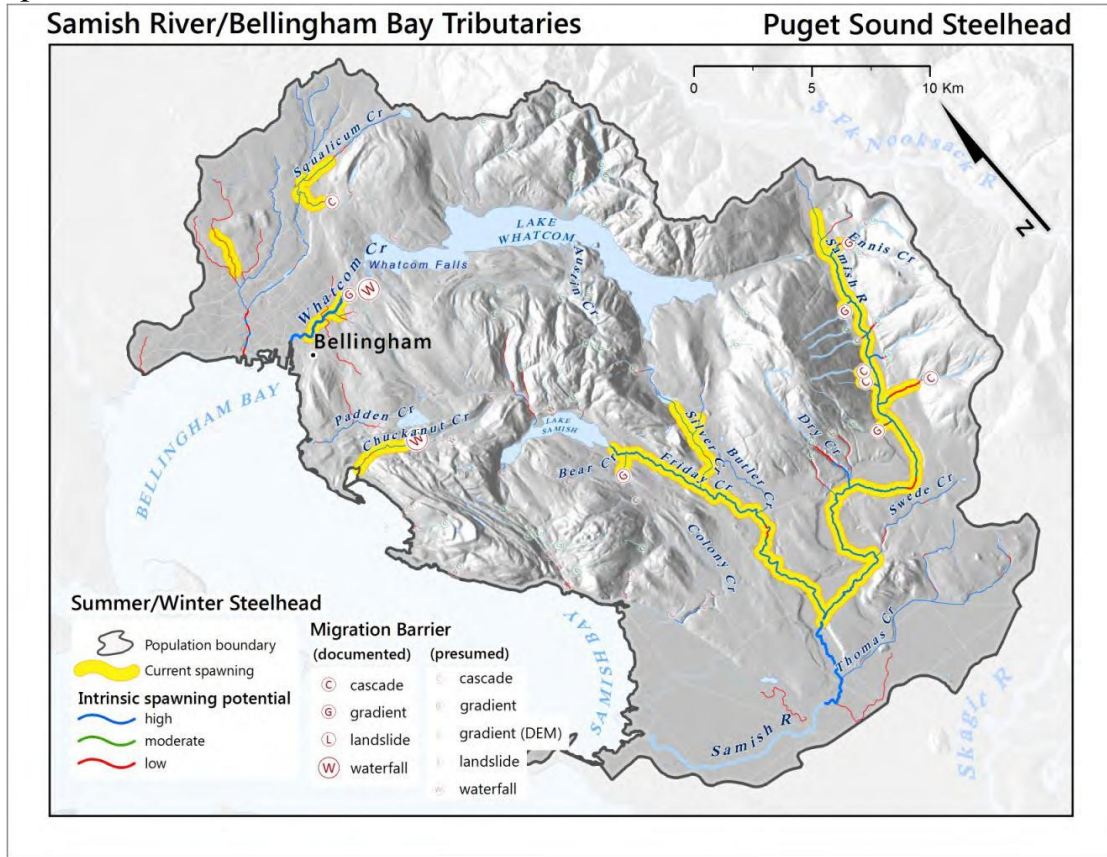 Samish River/Bellingham Bay Tributaries
Puget Sound Steelhead
0 5 10 Km
S Fk Nooksack R
N
Squalicum Cr
C
LAKE
WHATCOM
Whatcom Cr
Whatcom Falls
Austin Cr
Ennis Cr
Samish R
G
G
G W
Bellingham
C
C
C
G
BELLINGHAM BAY
Padden Cr
Chuckanut Cr
W
LAKE
SAMISH
Bear Cr
G
Friday Cr
Silver Cr
Butler Cr
Dry Cr
Swede Cr
Colony Cr
Thomas Cr
SAMISH BAY
Samish R
Skagit R
Summer/Winter Steelhead
Population boundary
Current spawning
Intrinsic spawning potential
high
moderate
low
Migration Barrier
(documented)
C cascade
G gradient
L landslide
W waterfall
(presumed)
cascade
gradient
gradient (DEM)
landslide
waterfall